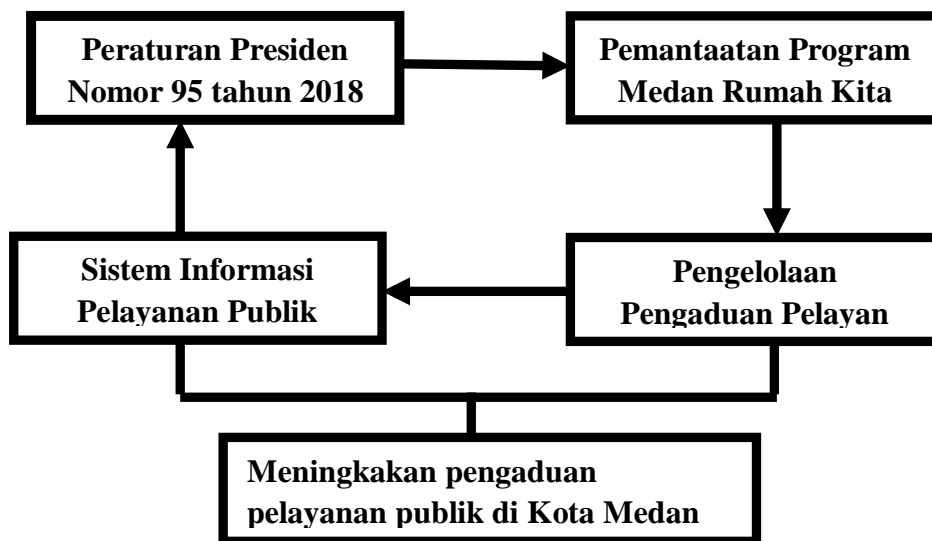 Peraturan Presiden
Nomor 95 tahun 2018
Pemantaatan Program
Medan Rumah Kita
Sistem Informasi
Pelayanan Publik
Pengelolaan
Pengaduan Pelayan
Meningkakan pengaduan
pelayanan publik di Kota Medan